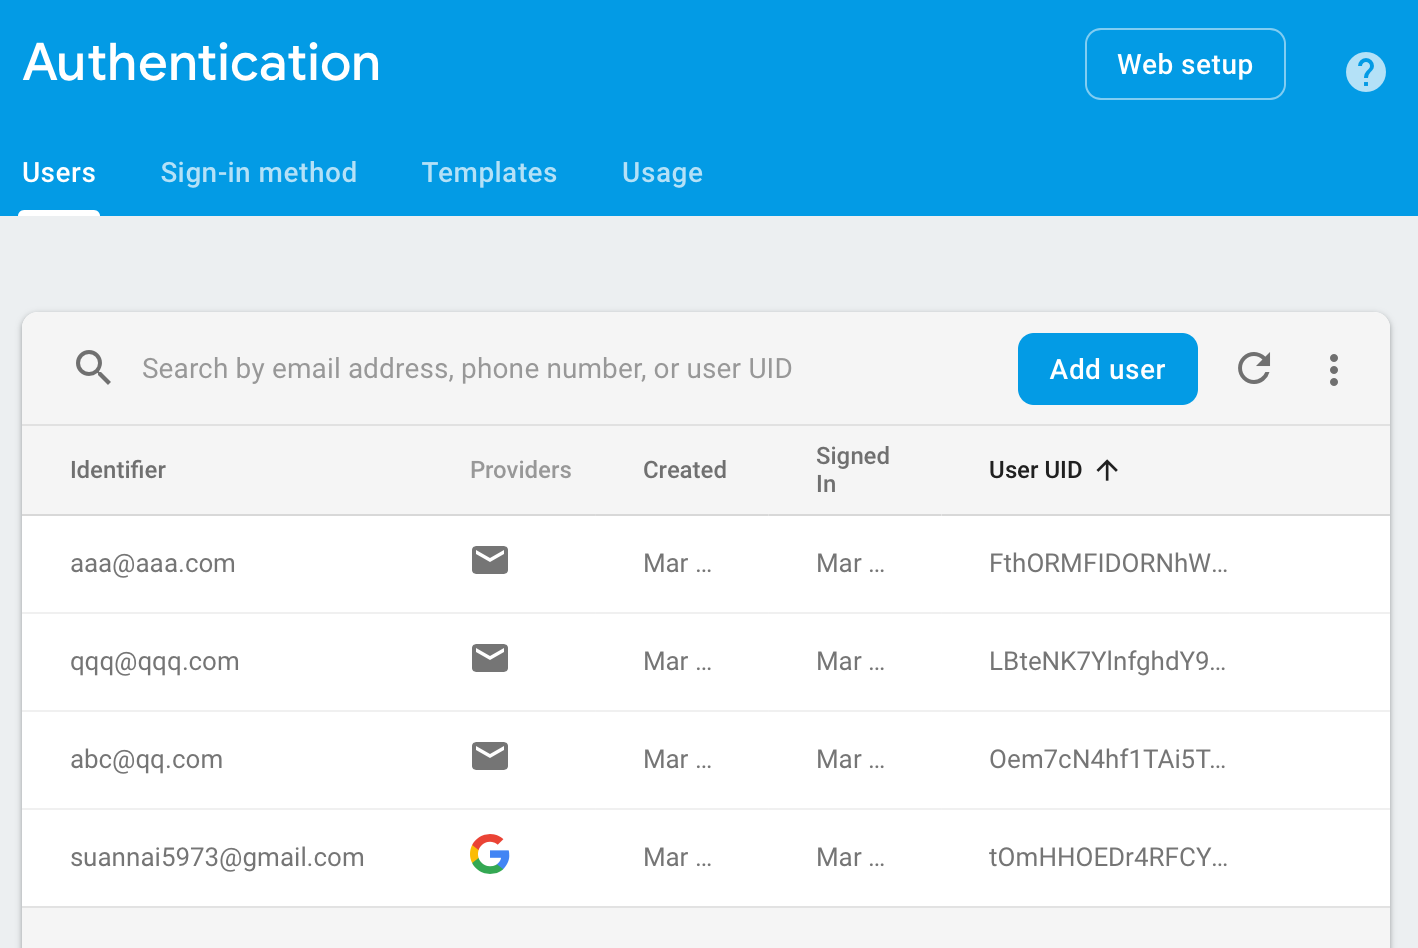 Authentication
Web setup
Users Sign-in method Templates Usage
Search by email address, phone number, or user UID
Add user
Identifier Providers Created Signed In User UID
aaa@aaa.com Mar ... Mar ... FthORMFIDORNhW...
qqq@qqq.com Mar ... Mar ... LBteNK7YlnfghdY9...
abc@qq.com Mar ... Mar ... Oem7cN4hf1TAi5T...
suannai5973@gmail.com Mar ... Mar ... tOmHHOEDr4RFCY...